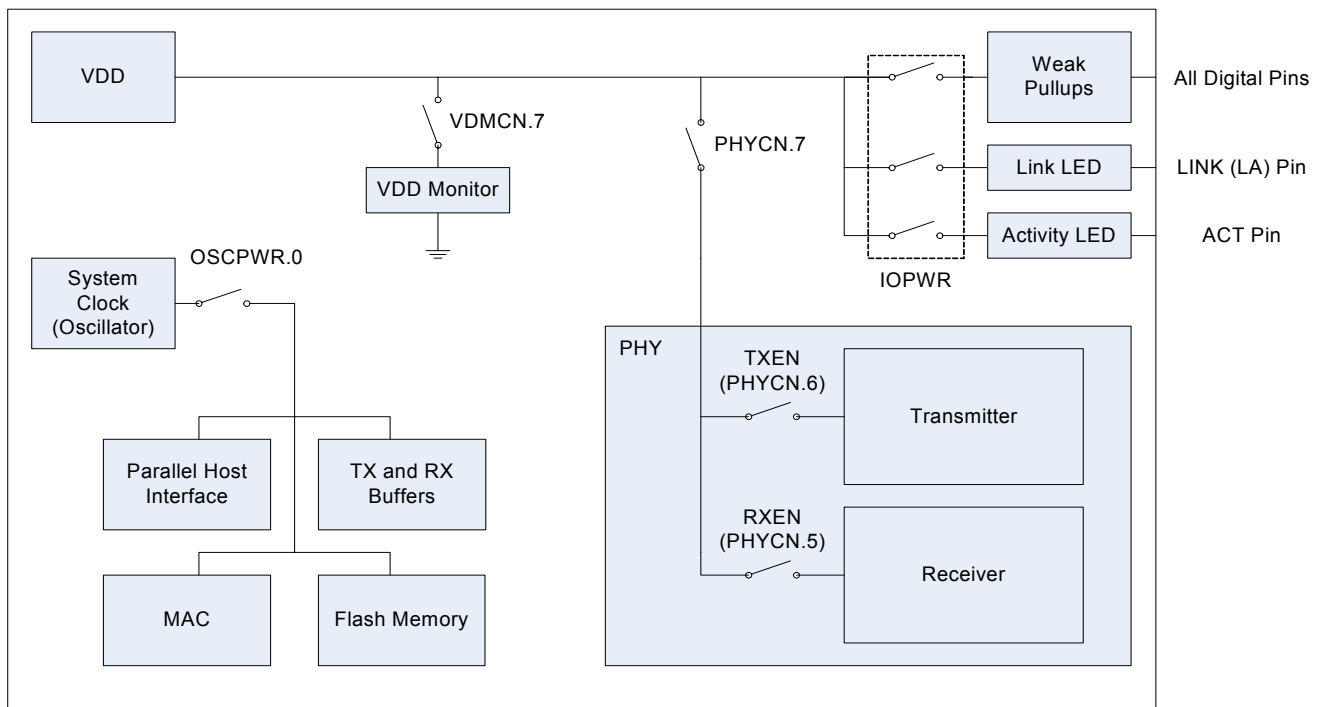 VDD
Weak
Pullups
All Digital Pins
VDMCN.7
PHYCN.7
VDD Monitor
Link LED
LINK (LA) Pin
Activity LED
ACT Pin
IOPWR
OSCPWR.0
System
Clock
(Oscillator)
PHY
TXEN
(PHYCN.6)
Transmitter
Parallel Host
Interface
TX and RX
Buffers
RXEN
(PHYCN.5)
Receiver
MAC
Flash Memory